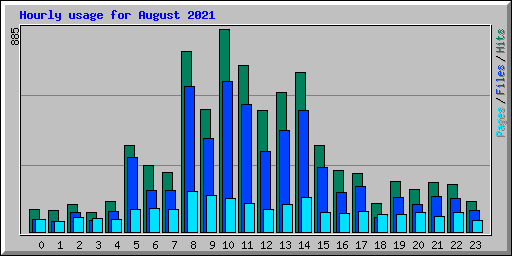 Hourly usage for August 2021
885
Pages/Files/Hits
0 1 2 3 4 5 6 7 8 9 10 11 12 13 14 15 16 17 18 19 20 21 22 23